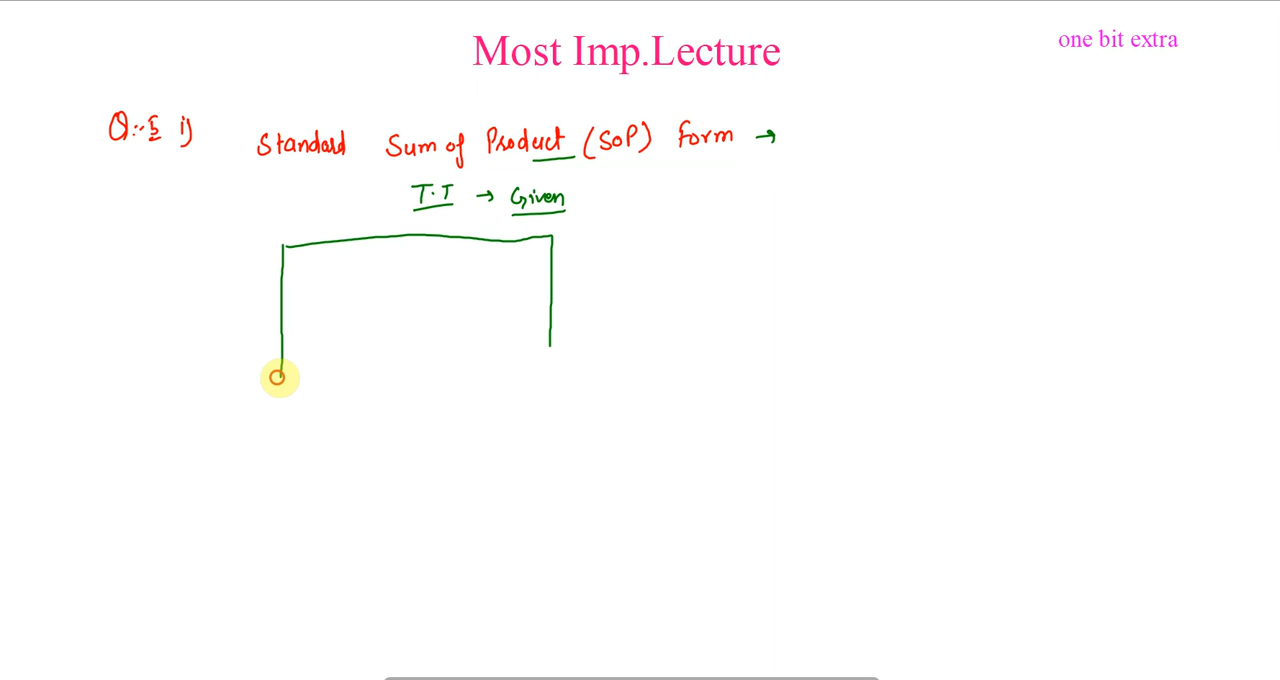 Most Imp.Lecture
one bit extra
Q:- i) Standard Sum of Product (SoP) Form →
T.T → Given